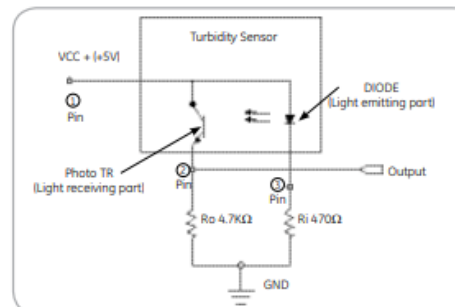 Turbidity Sensor
VCC + (+5V)
DIODE
(Light emitting part)
1
Pin
Photo TR
(Light receiving part)
2
Pin
Output
3
Pin
Ro 4.7KΩ
Ri 470Ω
GND